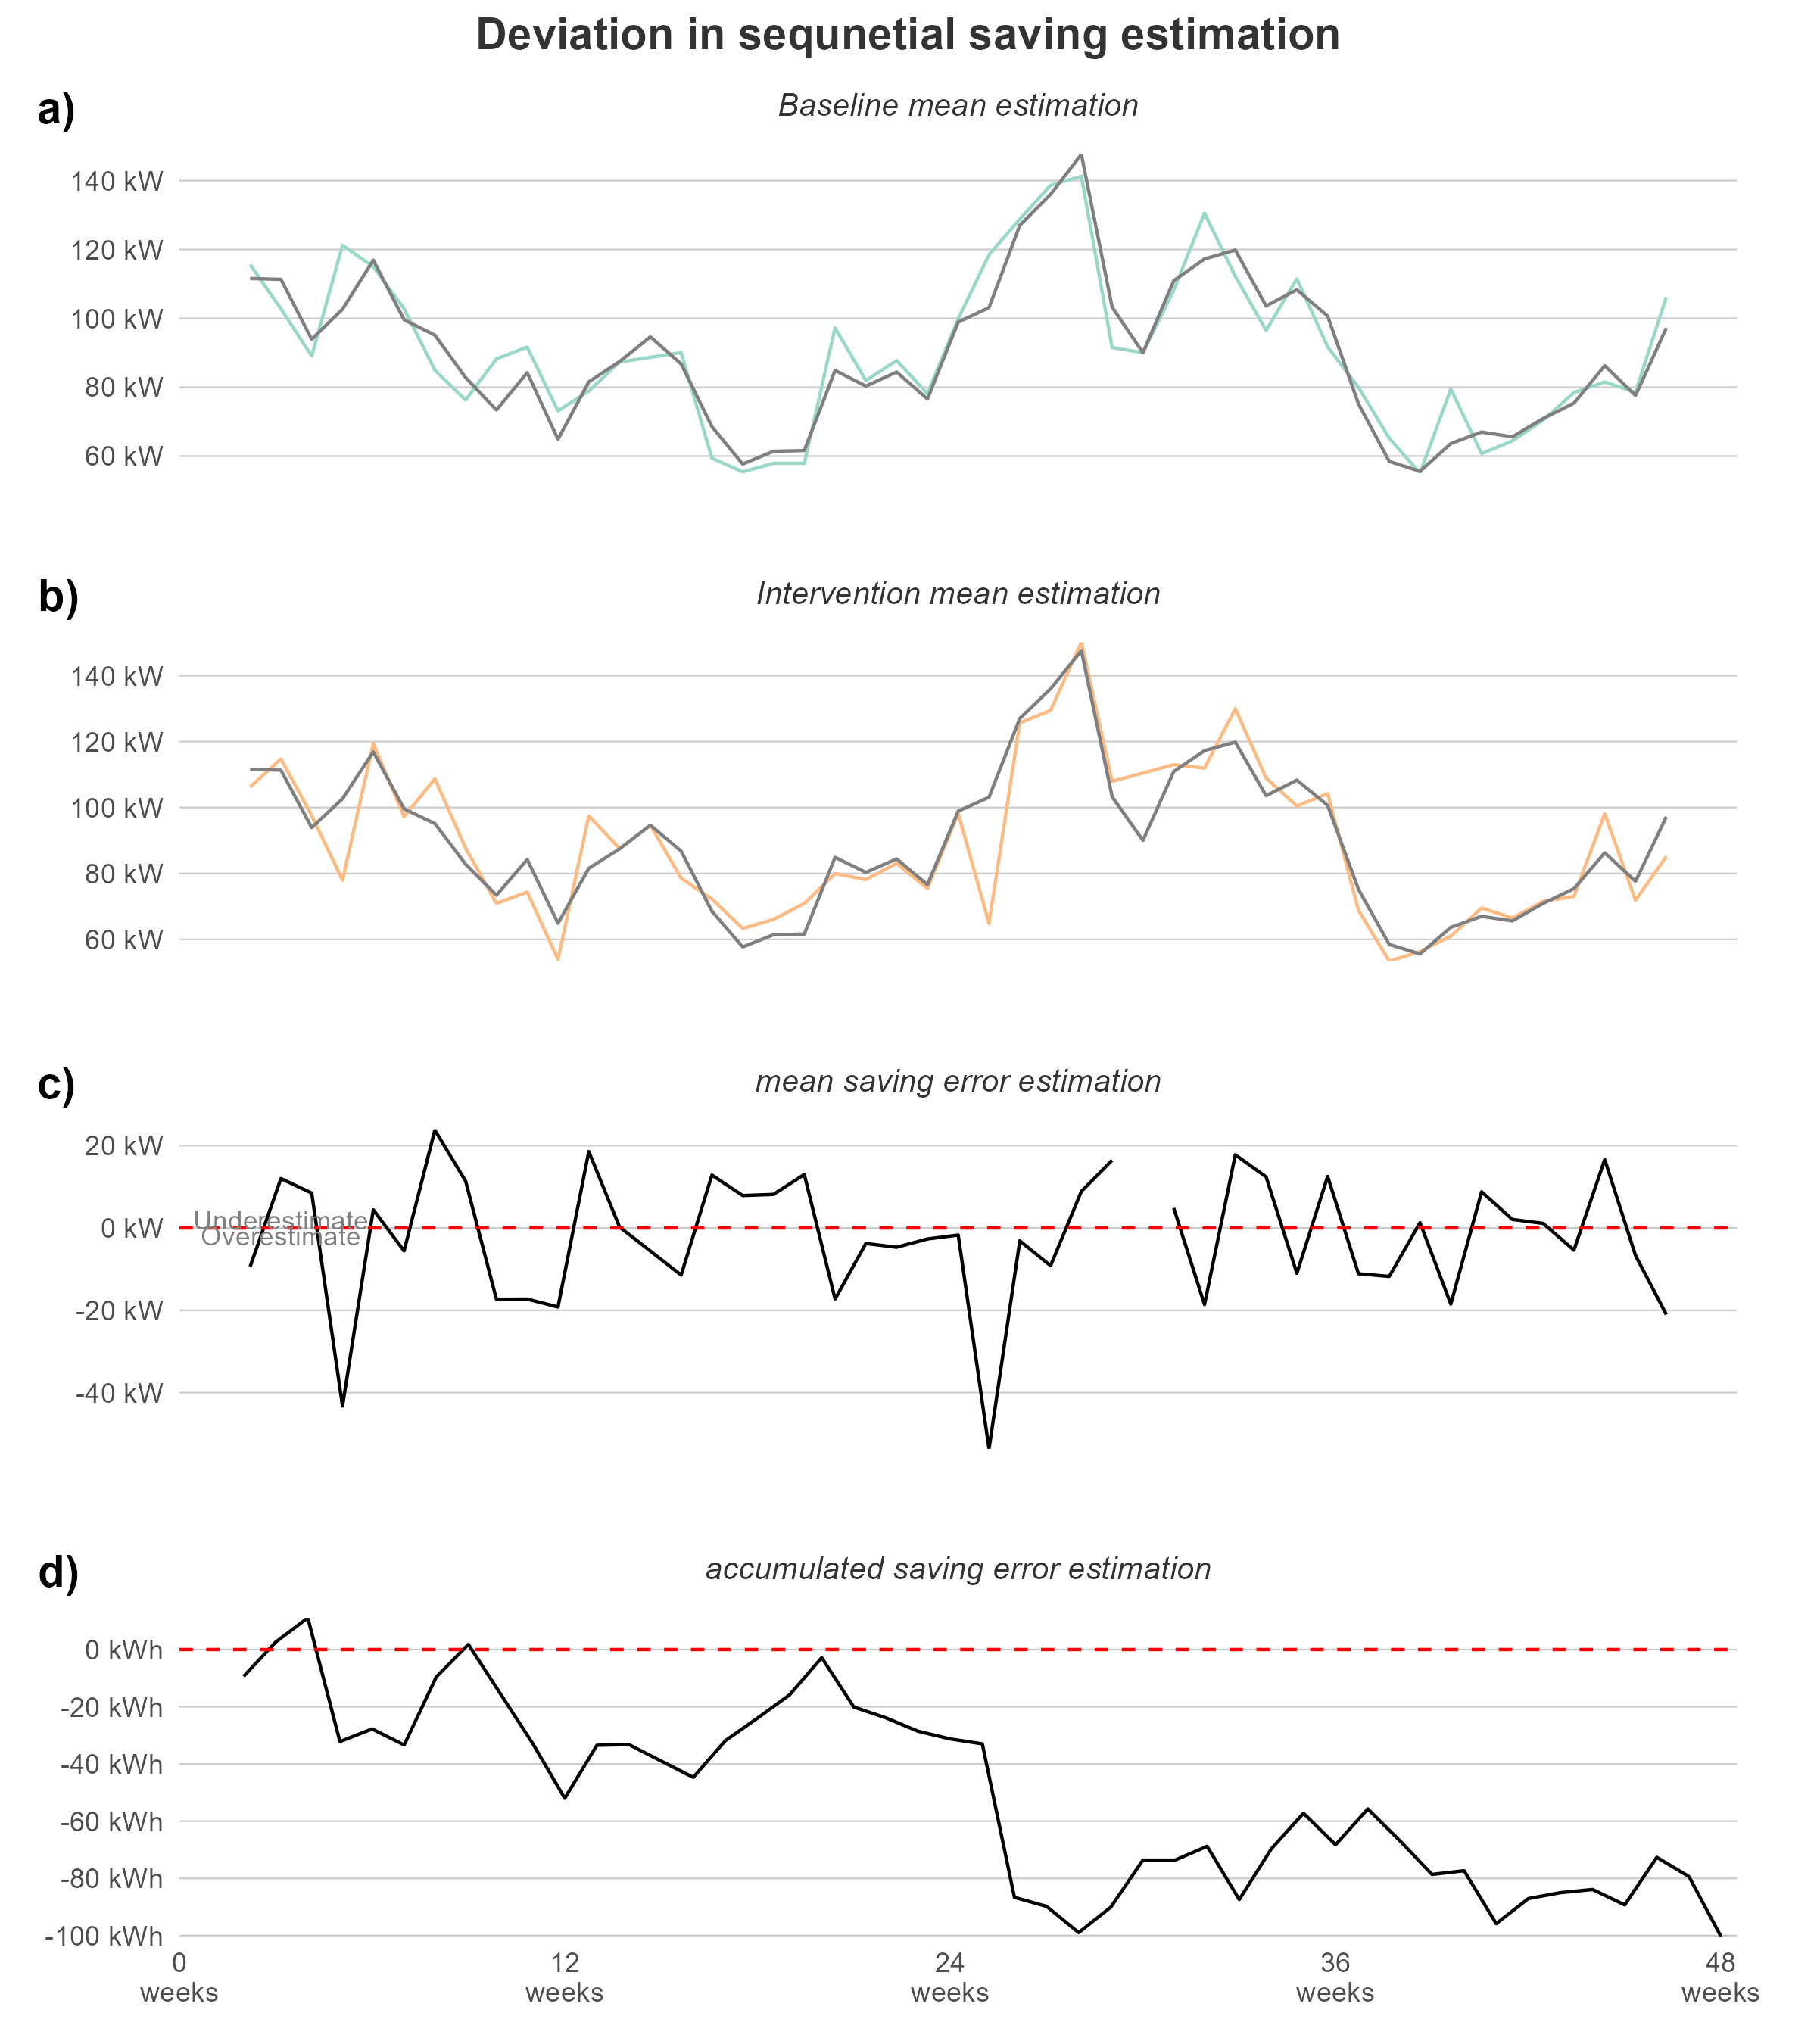 Deviation in sequnetial saving estimation
a)
Baseline mean estimation
140 kW
120 kW
100 kW
80 kW
60 kW
b)
Intervention mean estimation
140 kW
120 kW
100 kW
80 kW
60 kW
c)
mean saving error estimation
20 kW
0 kW
-20 kW
-40 kW
Underestimate
Overestimate
d)
accumulated saving error estimation
0 kWh
-20 kWh
-40 kWh
-60 kWh
-80 kWh
-100 kWh
0 12 24 36 48
weeks weeks weeks weeks weeks